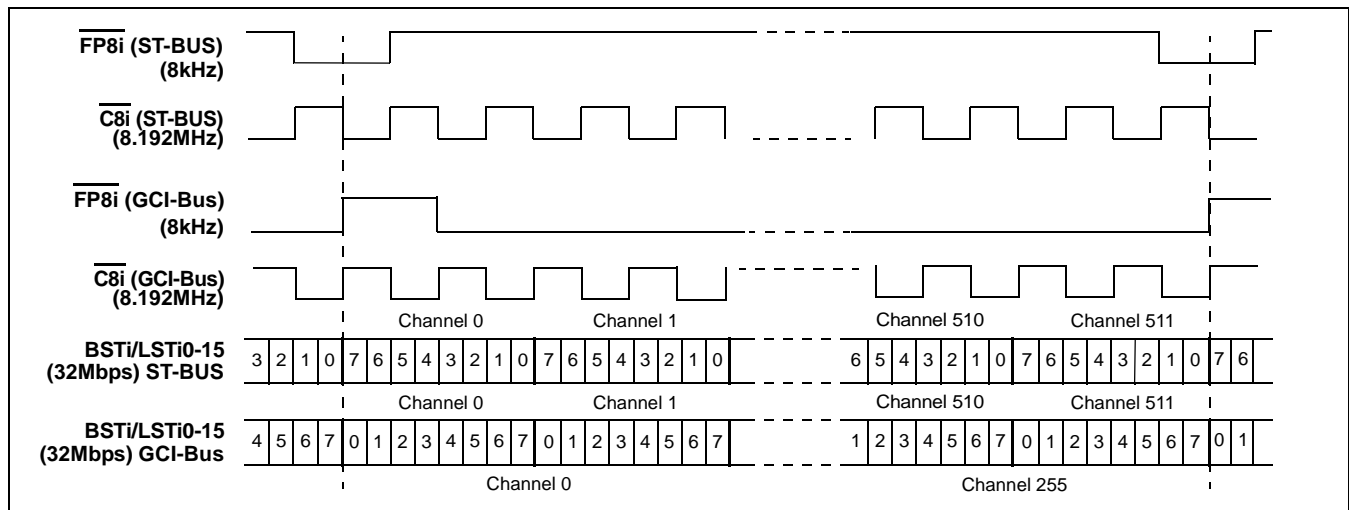 FP8i (ST-BUS)
(8kHz)
C8i (ST-BUS)
(8.192MHz)
FP8i (GCI-Bus)
(8kHz)
C8i (GCI-Bus)
(8.192MHz)
Channel 0 Channel 1 Channel 510 Channel 511
BSTi/LSTi0-15
(32Mbps) ST-BUS
3 2 1 0 7 6 5 4 3 2 1 0 7 6 5 4 3 2 1 0 6 5 4 3 2 1 0 7 6 5 4 3 2 1 0 7 6
Channel 0 Channel 1 Channel 510 Channel 511
BSTi/LSTi0-15
(32Mbps) GCI-Bus
4 5 6 7 0 1 2 3 4 5 6 7 0 1 2 3 4 5 6 7 1 2 3 4 5 6 7 0 1 2 3 4 5 6 7 0 1
Channel 0 Channel 255